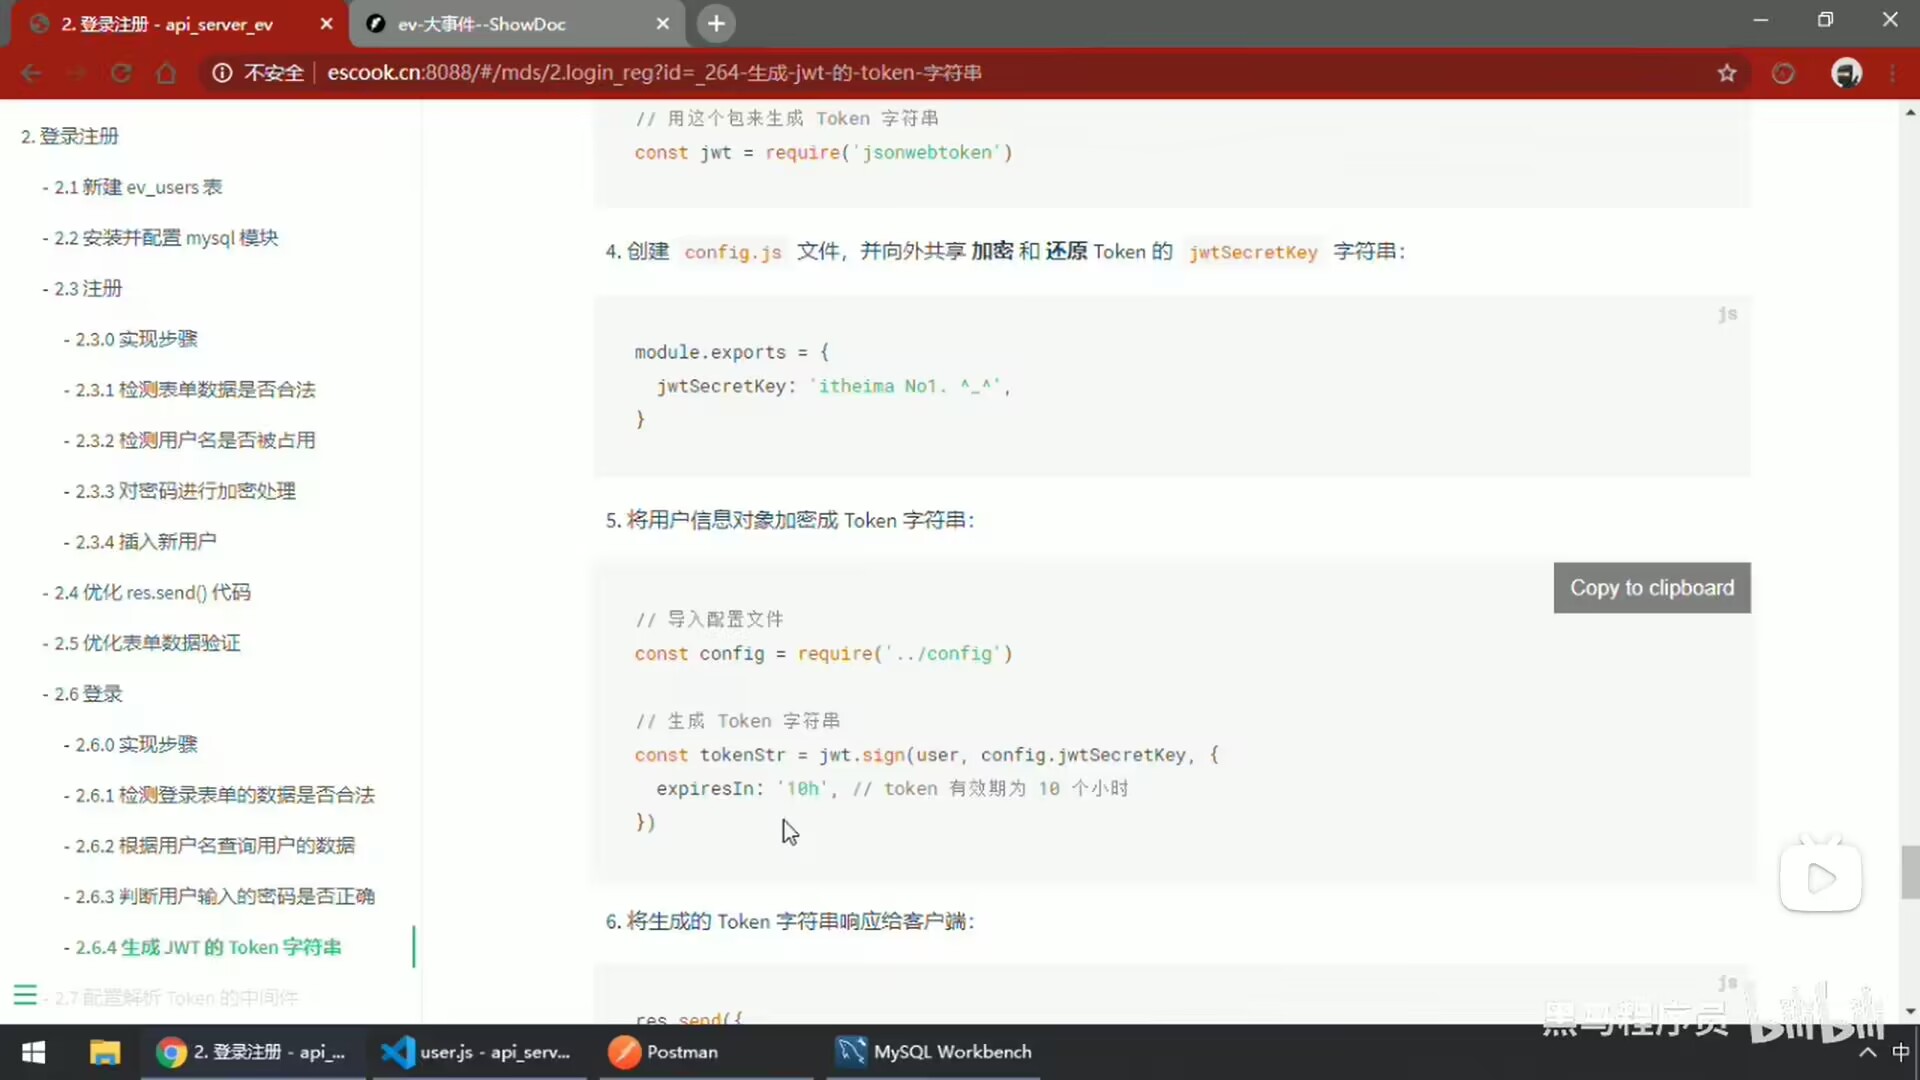 2. 登录注册 - api_server_ev
ev-大事件--ShowDoc
不安全
escook.cn:8088/#/mds/2.login_reg?id=_264-生成-jwt-的-token-字符串
2. 登录注册
- 2.1 新建 ev_users 表
- 2.2 安装并配置 mysql 模块
- 2.3 注册
- 2.3.0 实现步骤
- 2.3.1 检测表单数据是否合法
- 2.3.2 检测用户名是否被占用
- 2.3.3 对密码进行加密处理
- 2.3.4 插入新用户
- 2.4 优化 res.send() 代码
- 2.5 优化表单数据验证
- 2.6 登录
- 2.6.0 实现步骤
- 2.6.1 检测登录表单的数据是否合法
- 2.6.2 根据用户名查询用户的数据
- 2.6.3 判断用户输入的密码是否正确
- 2.6.4 生成 JWT 的 Token 字符串
- 2.7 配置解析 Token 的中间件
// 用这个包来生成 Token 字符串
const jwt = require('jsonwebtoken')
4. 创建 config.js 文件，并向外共享 加密 和 还原 Token 的 jwtSecretKey 字符串：
js
module.exports = {
jwtSecretKey: 'itheima No1. ^_^',
}
5. 将用户信息对象加密成 Token 字符串：
Copy to clipboard
// 导入配置文件
const config = require('../config')
// 生成 Token 字符串
const tokenStr = jwt.sign(user, config.jwtSecretKey, {
expiresIn: '10h', // token 有效期为 10 个小时
})
6. 将生成的 Token 字符串响应给客户端：
js
res.send({
黑马程序员 bilibili
2. 登录注册 - api_...
user.js - api_serv...
Postman
MySQL Workbench
中